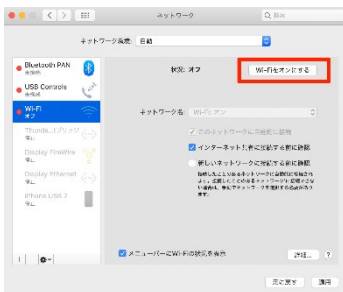 ネットワーク
ネットワーク環境: 自動
Bluetooth PAN
未接続
状況: オフ
Wi-Fiをオンにする
USB Controls
未構成
Wi-Fi
オフ
ネットワーク名: Wi-Fi: オフ
このネットワークに自動的に接続
インターネット共有に接続する前に確認
新しいネットワークに接続する前に確認
Display FireWire
Display Ethernet
iPhone USB 2
メニューバーにWi-Fiの状況を表示
詳細...
?
元に戻す
適用